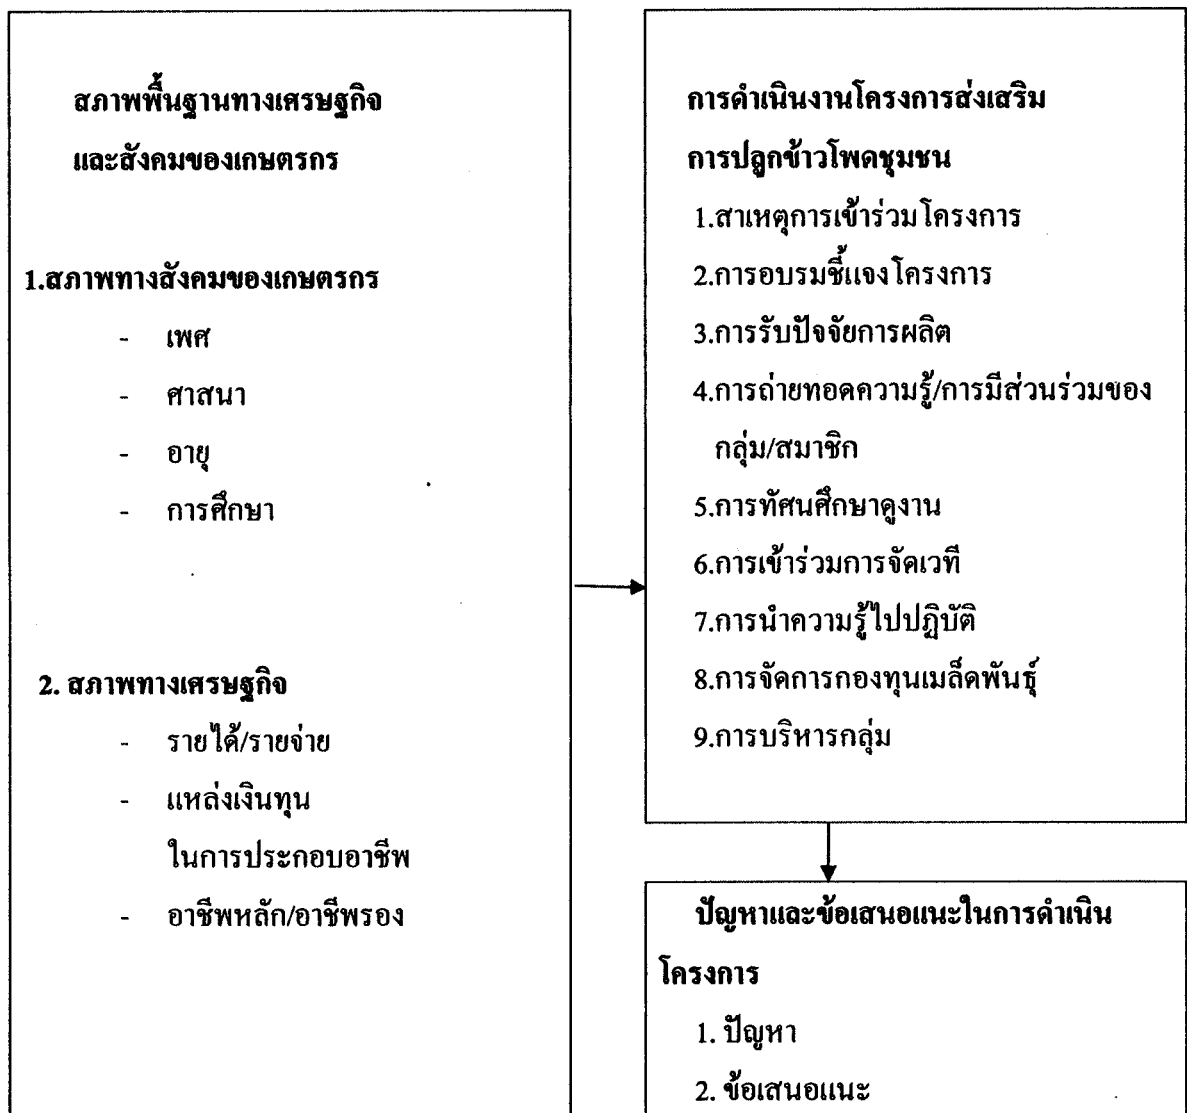 สภาพพื้นฐานทางเศรษฐกิจ
และสังคมของเกษตรกร
1.สภาพทางสังคมของเกษตรกร
- เพศ
- ศาสนา
- อายุ
- การศึกษา
2. สภาพทางเศรษฐกิจ
- รายได้/รายจ่าย
- แหล่งเงินทุน
ในการประกอบอาชีพ
- อาชีพหลัก/อาชีพรอง
การดำเนินงานโครงการส่งเสริม
การปลูกข้าวโพดชุมชน
1.สาเหตุการเข้าร่วมโครงการ
2.การอบรมชี้แจงโครงการ
3.การรับปัจจัยการผลิต
4.การถ่ายทอดความรู้/การมีส่วนร่วมของ
กลุ่ม/สมาชิก
5.การทัศนศึกษาดูงาน
6.การเข้าร่วมการจัดเวที
7.การนำความรู้ไปปฏิบัติ
8.การจัดการกองทุนเมล็ดพันธุ์
9.การบริหารกลุ่ม
ปัญหาและข้อเสนอแนะในการดำเนิน
โครงการ
1. ปัญหา
2. ข้อเสนอแนะ